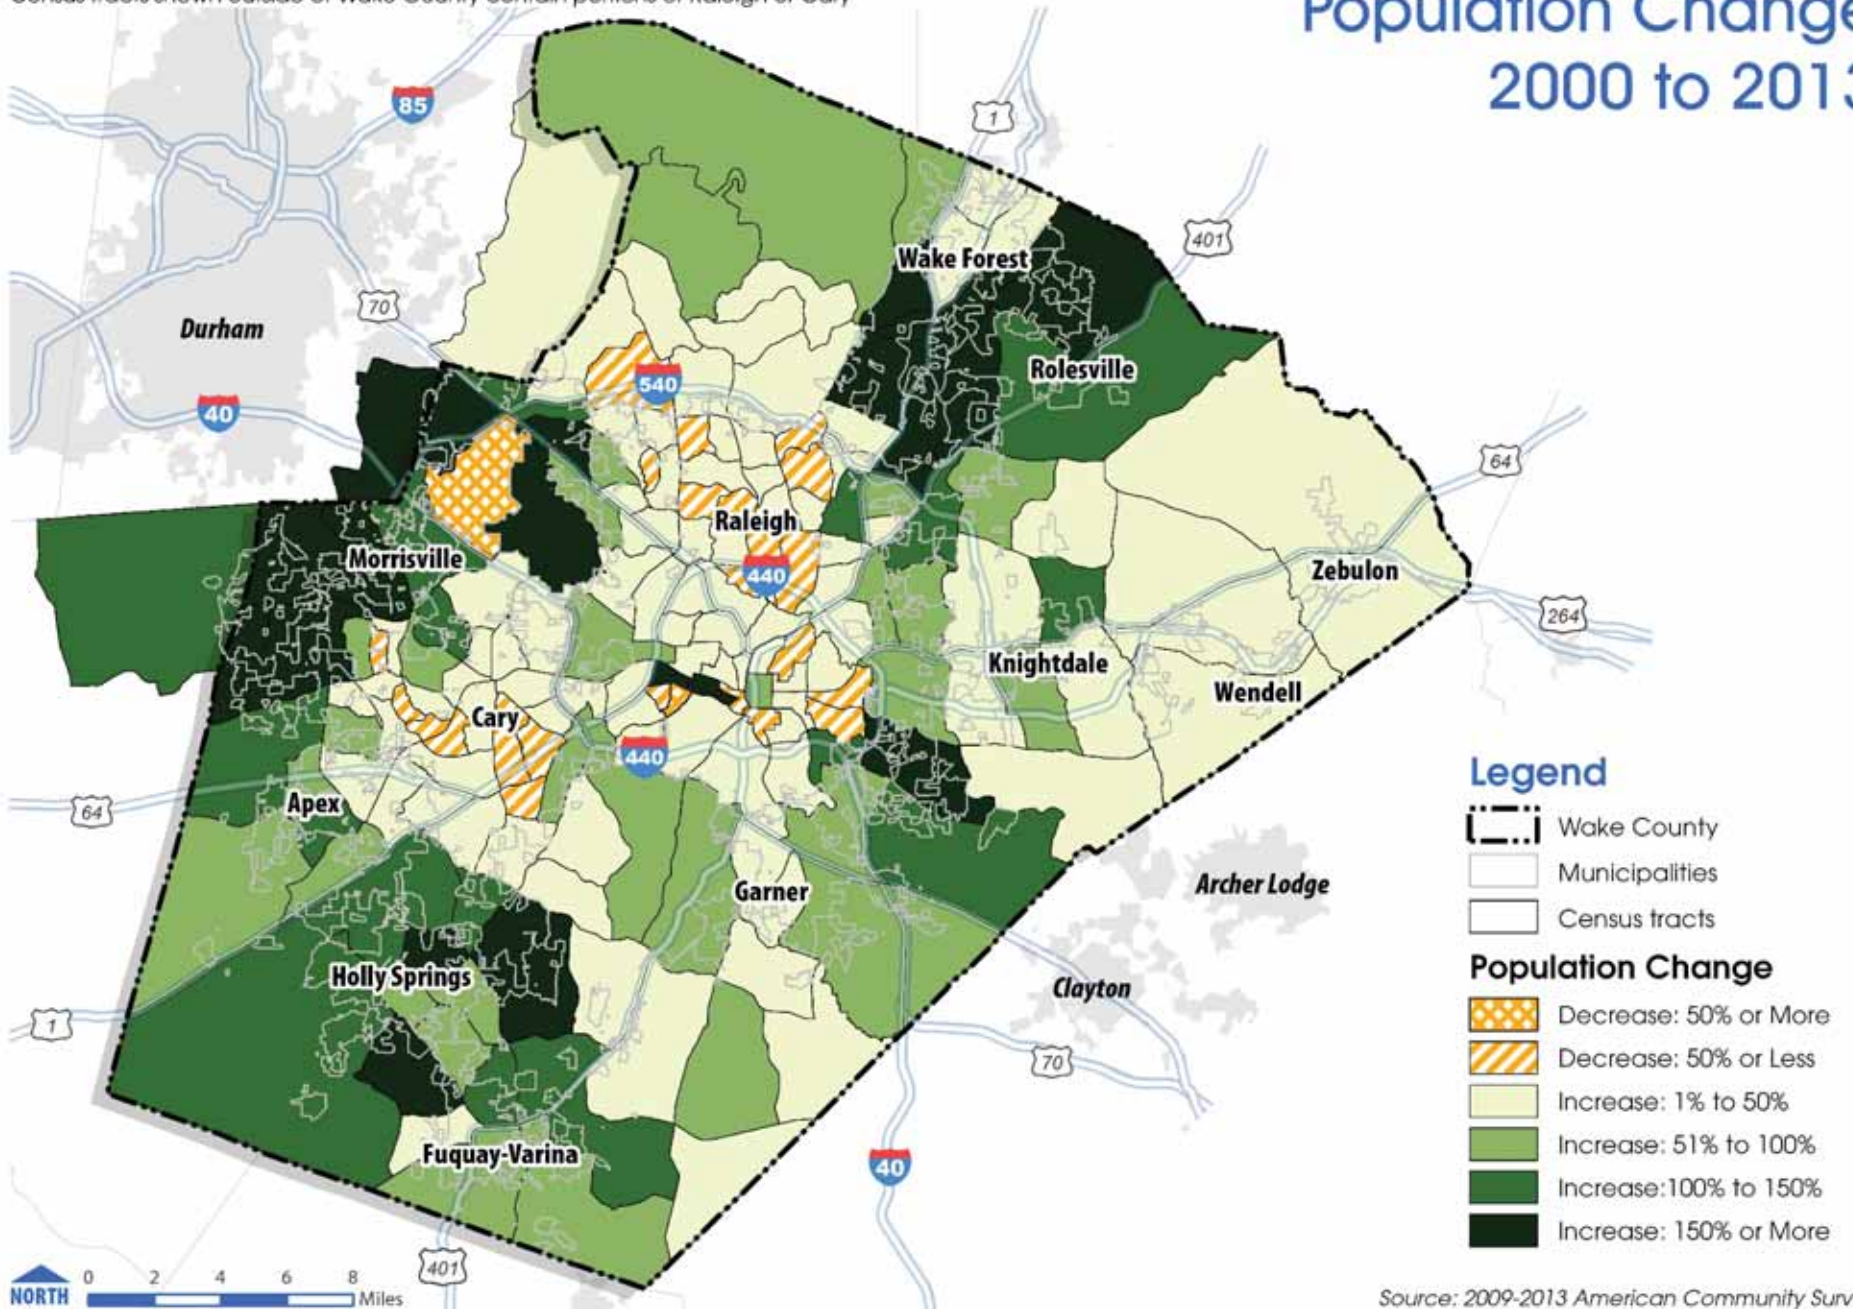 Population Change
2000 to 2013
85
1
401
70
Durham
Wake Forest
40
540
Rolesville
64
Raleigh
Morrisville
440
Zebulon
264
Knightdale
Wendell
Cary
440
64
Apex
Garner
Archer Lodge
Holly Springs
Clayton
1
70
Fuquay-Varina
40
401
Legend
Wake County
Municipalities
Census tracts
Population Change
Decrease: 50% or More
Decrease: 50% or Less
Increase: 1% to 50%
Increase: 51% to 100%
Increase:100% to 150%
Increase: 150% or More
NORTH
0 2 4 6 8
Miles
Source: 2009-2013 American Community Surv